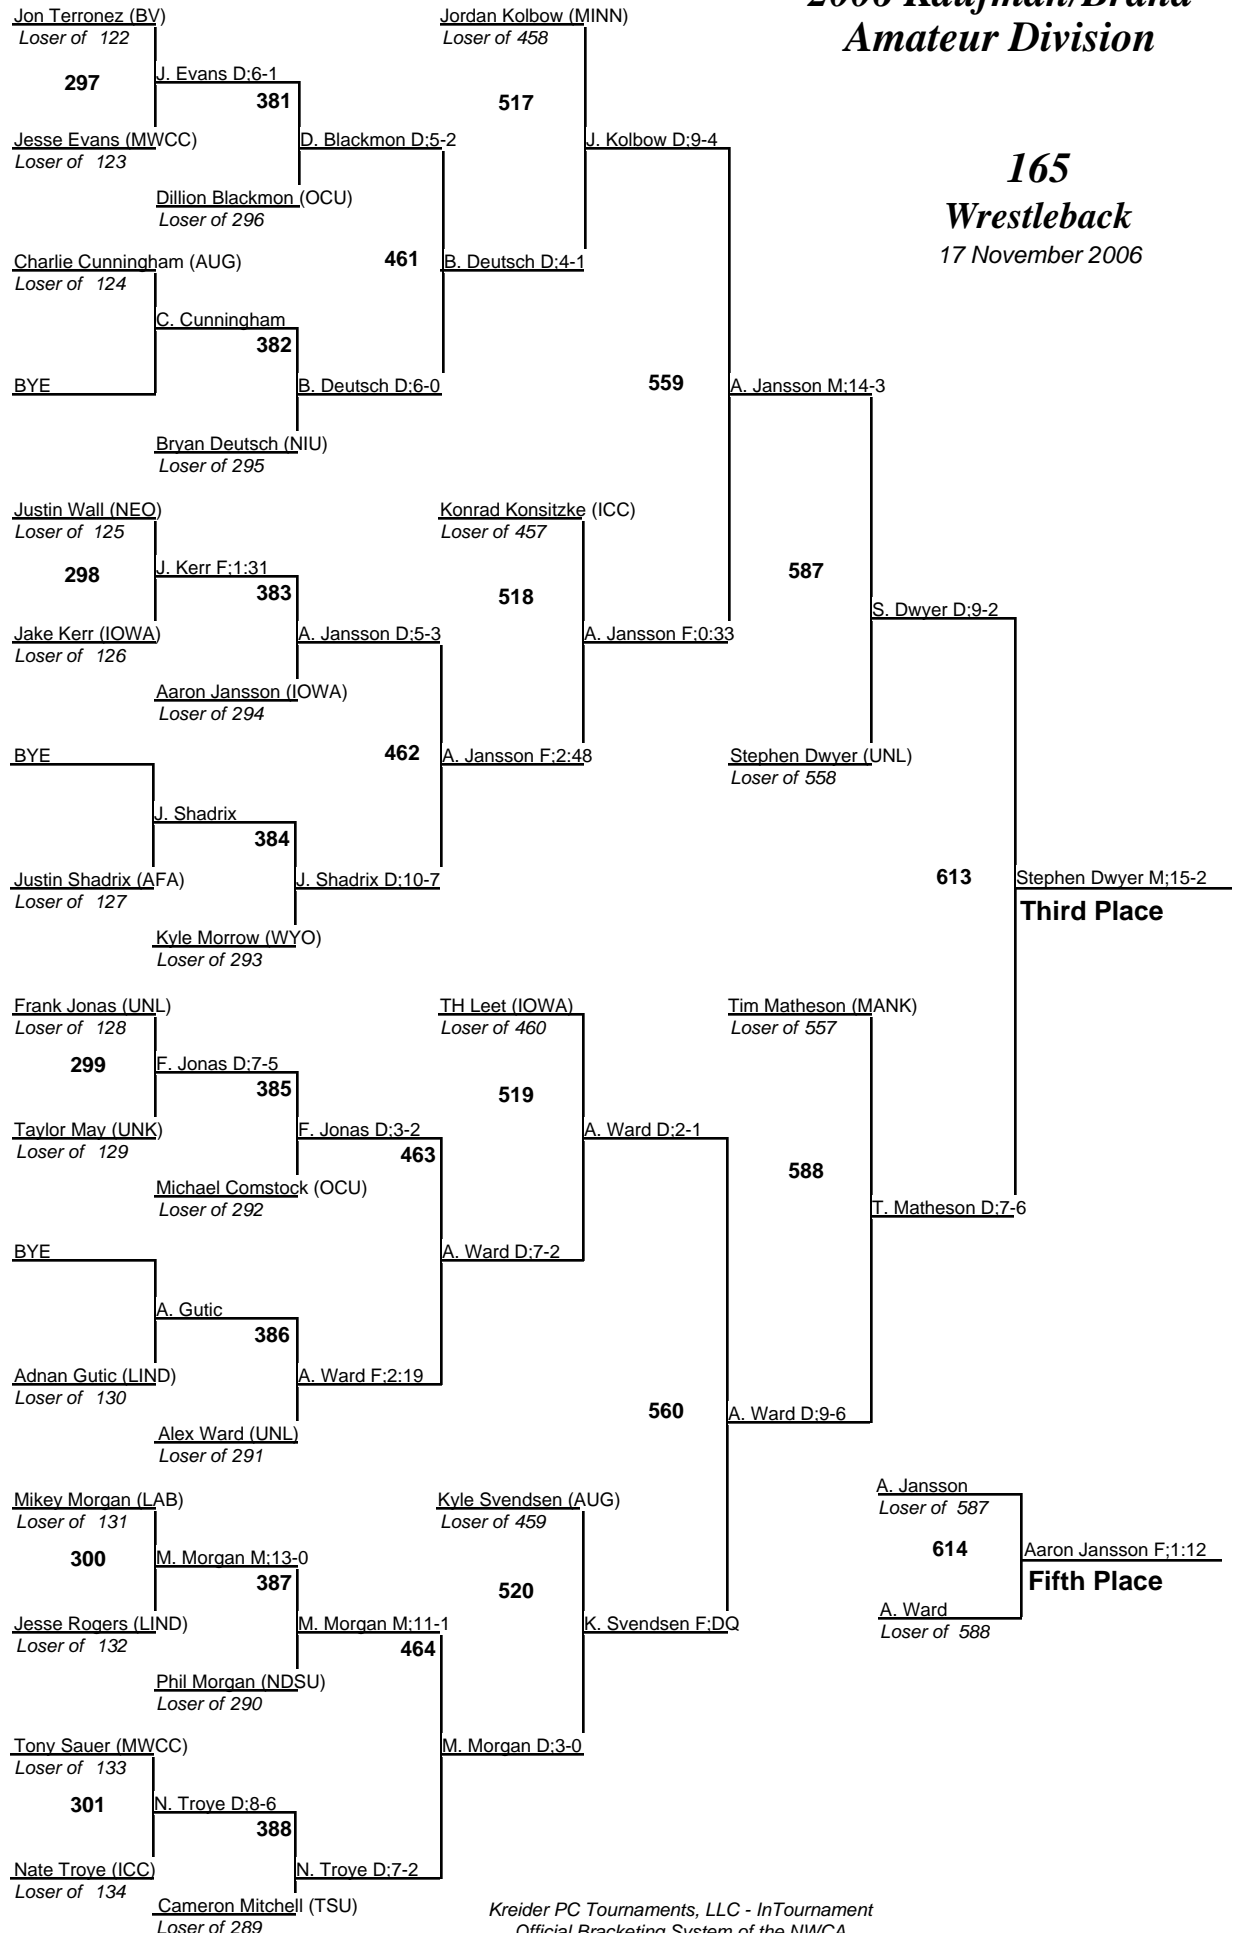 2006 Kaufman/Brand
Amateur Division
165
Wrestleback
17 November 2006
Jon Terronez (BV)
Loser of 122
297
J. Evans D;6-1
381
Jesse Evans (MWCC)
Loser of 123
D. Blackmon D;5-2
Dillion Blackmon (OCU)
Loser of 296
Charlie Cunningham (AUG)
Loser of 124
461
B. Deutsch D;4-1
C. Cunningham
382
BYE
B. Deutsch D;6-0
Bryan Deutsch (NIU)
Loser of 295
Jordan Kolbow (MINN)
Loser of 458
517
J. Kolbow D;9-4
559
A. Jansson M;14-3
Justin Wall (NEO)
Loser of 125
298
J. Kerr F;1:31
383
Jake Kerr (IOWA)
Loser of 126
A. Jansson D;5-3
Aaron Jansson (IOWA)
Loser of 294
BYE
462
A. Jansson F;2:48
J. Shadrix
384
Justin Shadrix (AFA)
Loser of 127
J. Shadrix D;10-7
Kyle Morrow (WYO)
Loser of 293
Konrad Konsitzke (ICC)
Loser of 457
518
A. Jansson F;0:33
587
S. Dwyer D;9-2
Stephen Dwyer (UNL)
Loser of 558
613
Stephen Dwyer M;15-2
Third Place
Frank Jonas (UNL)
Loser of 128
299
F. Jonas D;7-5
385
Taylor May (UNK)
Loser of 129
F. Jonas D;3-2
463
Michael Comstock (OCU)
Loser of 292
BYE
A. Ward D;7-2
A. Gutic
386
Adnan Gutic (LIND)
Loser of 130
A. Ward F;2:19
Alex Ward (UNL)
Loser of 291
TH Leet (IOWA)
Loser of 460
519
A. Ward D;2-1
Tim Matheson (MANK)
Loser of 557
588
T. Matheson D;7-6
560
A. Ward D;9-6
Mikey Morgan (LAB)
Loser of 131
300
M. Morgan M;13-0
387
Jesse Rogers (LIND)
Loser of 132
M. Morgan M;11-1
464
Phil Morgan (NDSU)
Loser of 290
Tony Sauer (MWCC)
Loser of 133
M. Morgan D;3-0
301
N. Troye D;8-6
388
Nate Troye (ICC)
Loser of 134
N. Troye D;7-2
Cameron Mitchell (TSU)
Loser of 289
Kyle Svendsen (AUG)
Loser of 459
520
K. Svendsen F;DQ
A. Jansson
Loser of 587
614
Aaron Jansson F;1:12
Fifth Place
A. Ward
Loser of 588
Kreider PC Tournaments, LLC - InTournament
Official Bracketing System of the NWCA